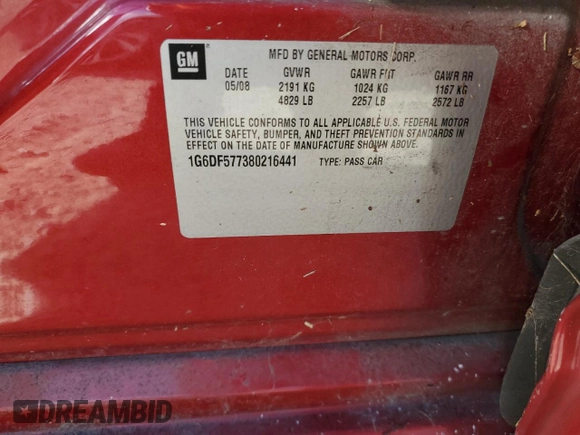 GM
MFD BY GENERAL MOTORS CORP.
DATE GVWR GAWR FRT GAWR RR
05/08 2191 KG 1024 KG 1167 KG
4829 LB 2257 LB 2572 LB
THIS VEHICLE CONFORMS TO ALL APPLICABLE U.S. FEDERAL MOTOR
VEHICLE SAFETY, BUMPER, AND THEFT PREVENTION STANDARDS IN
EFFECT ON THE DATE OF MANUFACTURE SHOWN ABOVE.
1G6DF577380216441 TYPE: PASS CAR
DREAMBID